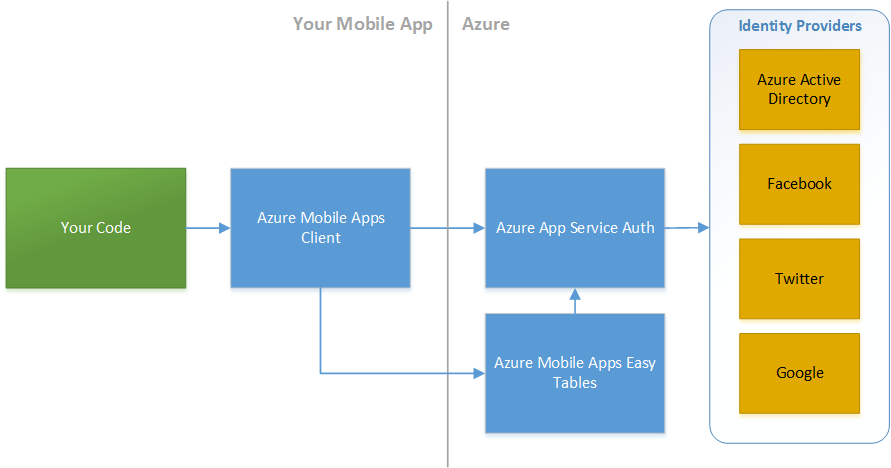 Your Mobile App
Azure
Identity Providers
Azure Active
Directory
Facebook
Twitter
Google
Your Code
Azure Mobile Apps
Client
Azure App Service Auth
Azure Mobile Apps Easy
Tables